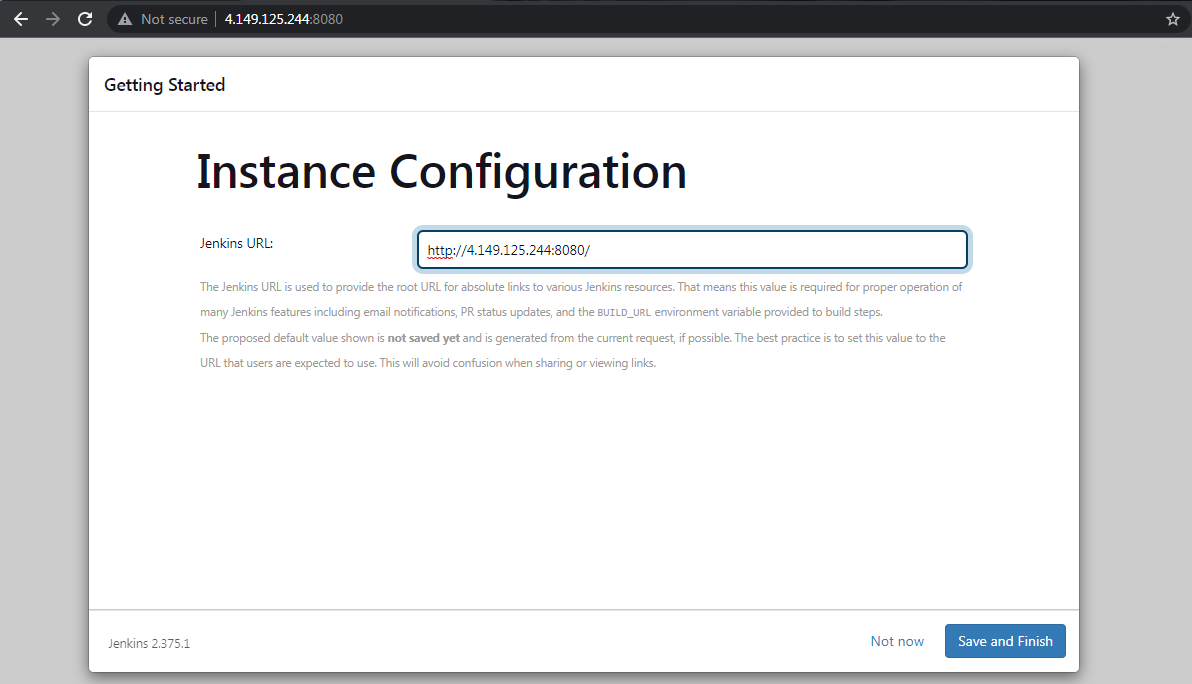 Not secure | 4.149.125.244:8080
Getting Started
Instance Configuration
Jenkins URL:
http://4.149.125.244:8080/
The Jenkins URL is used to provide the root URL for absolute links to various Jenkins resources. That means this value is required for proper operation of
many Jenkins features including email notifications, PR status updates, and the BUILD_URL environment variable provided to build steps.
The proposed default value shown is not saved yet and is generated from the current request, if possible. The best practice is to set this value to the
URL that users are expected to use. This will avoid confusion when sharing or viewing links.
Jenkins 2.375.1
Not now
Save and Finish